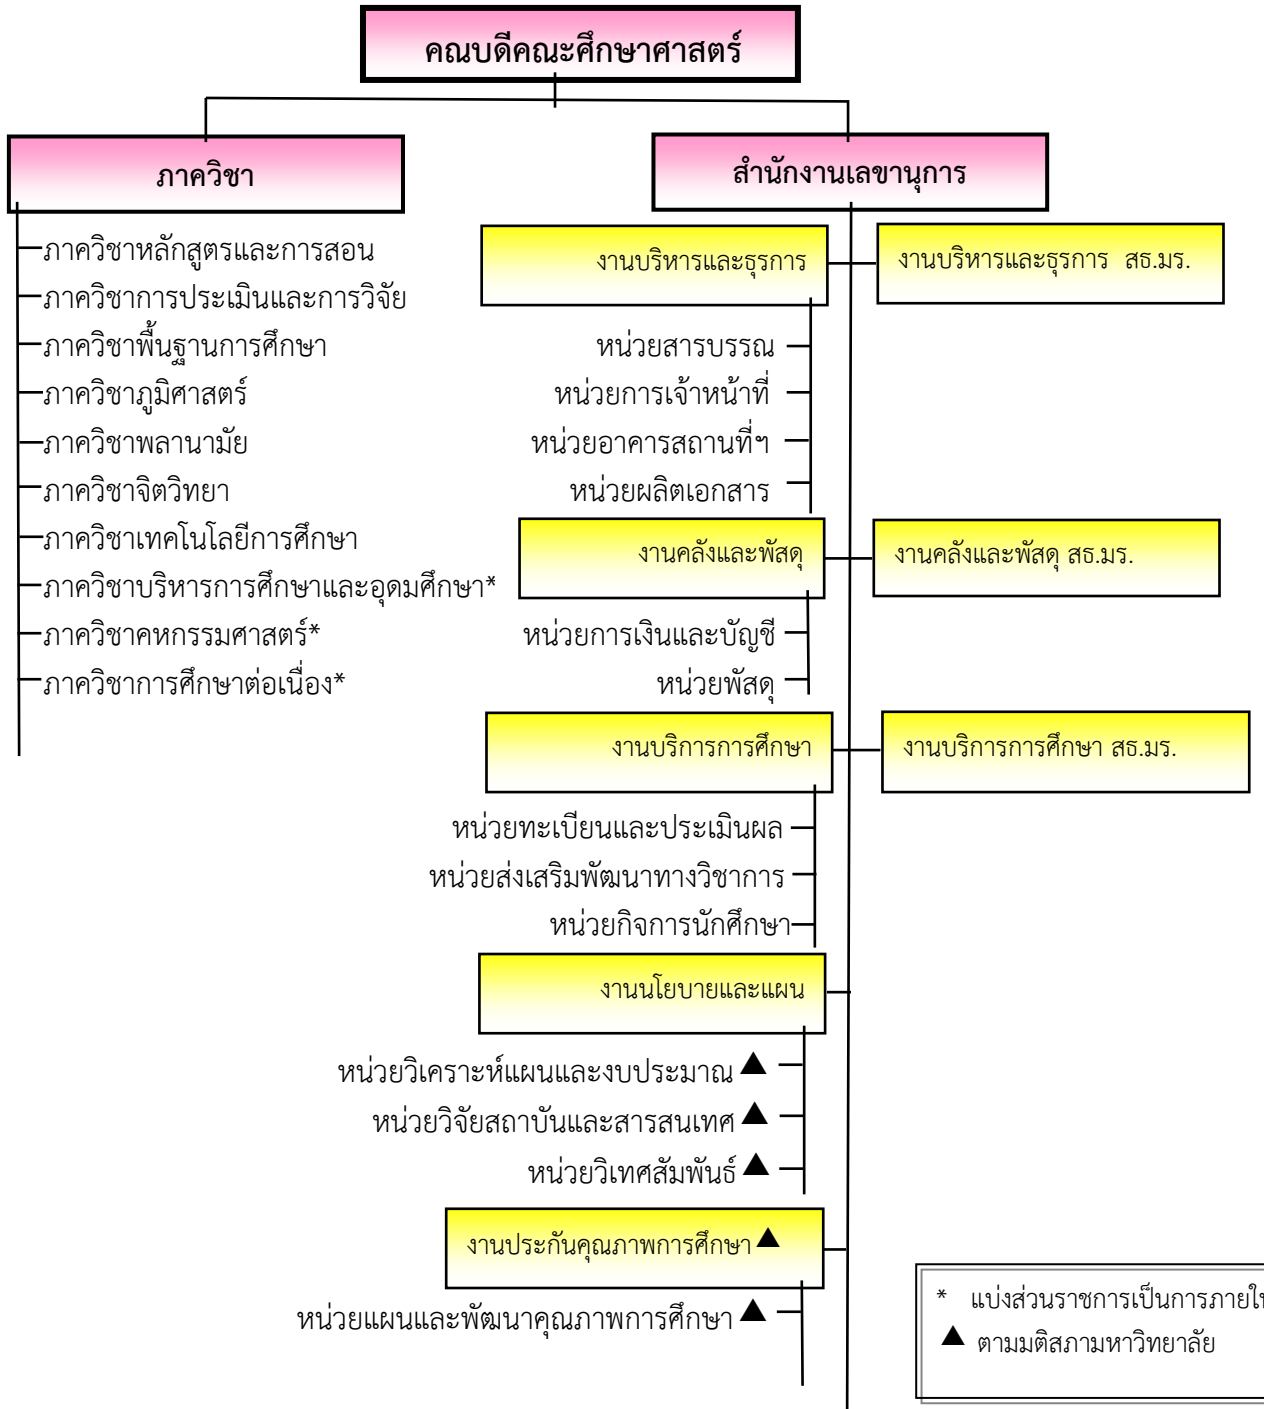 คณบดีคณะศึกษาศาสตร์
ภาควิชา
ภาควิชาหลักสูตรและการสอน
ภาควิชาการประเมินและการวิจัย
ภาควิชาพื้นฐานการศึกษา
ภาควิชาภูมิศาสตร์
ภาควิชาพลานามัย
ภาควิชาจิตวิทยา
ภาควิชาเทคโนโลยีการศึกษา
ภาควิชาบริหารการศึกษาและอุดมศึกษา*
ภาควิชาคหกรรมศาสตร์*
ภาควิชาการศึกษาต่อเนื่อง*
สำนักงานเลขานุการ
งานบริหารและธุรการ
งานบริหารและธุรการ สธ.มร.
หน่วยสารบรรณ
หน่วยการเจ้าหน้าที่
หน่วยอาคารสถานที่ฯ
หน่วยผลิตเอกสาร
งานคลังและพัสดุ
งานคลังและพัสดุ สธ.มร.
หน่วยการเงินและบัญชี
หน่วยพัสดุ
งานบริการการศึกษา
งานบริการการศึกษา สธ.มร.
หน่วยทะเบียนและประเมินผล
หน่วยส่งเสริมพัฒนาทางวิชาการ
หน่วยกิจการนักศึกษา
งานนโยบายและแผน
หน่วยวิเคราะห์แผนและงบประมาณ ▲
หน่วยวิจัยสถาบันและสารสนเทศ ▲
หน่วยวิเทศสัมพันธ์ ▲
งานประกันคุณภาพการศึกษา ▲
หน่วยแผนและพัฒนาคุณภาพการศึกษา ▲
* แบ่งส่วนราชการเป็นการภายใน
▲ ตามมติสภามหาวิทยาลัย